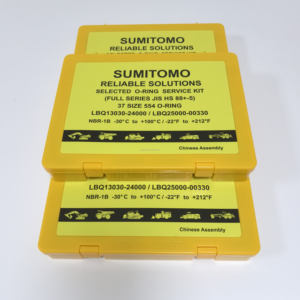 SUMITOMO
RELIABLE SOLUTIONS
SUMITOMO
RELIABLE SOLUTIONS
SELECTED O-RING SERVICE KIT
(FULL SERIES JIS HS 88+-5)
37 SIZE 554 O-RING
LBQ13030-24000 / LBQ25000-00330
NBR-1B -30°C to +100°C / -22°F to +212°F
Chinese Assembly
LBQ13030-24000 / LBQ25000-00330
NBR-1B -30°C to +100°C / -22°F to +212°F
Chinese Assembly